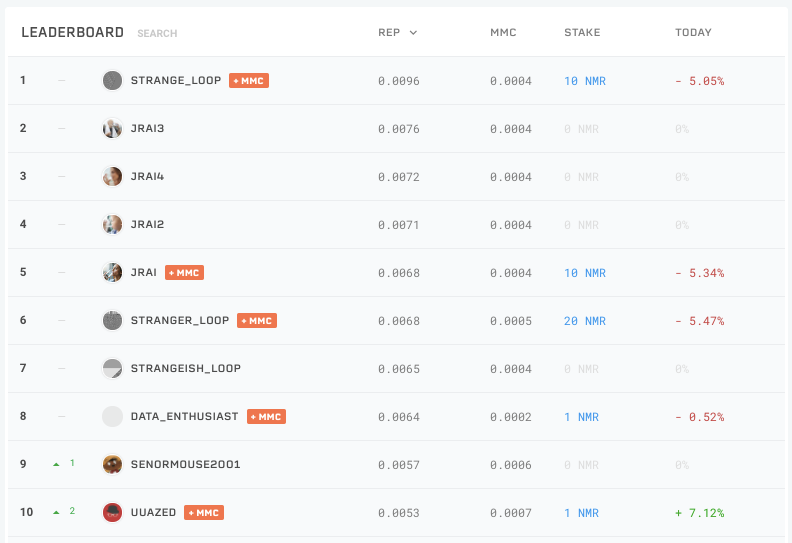 LEADERBOARD SEARCH REP MMC STAKE TODAY
1 – STRANGE_LOOP + MMC 0.0096 0.0004 10 NMR - 5.05%
2 – JRAI3 0.0076 0.0004 0 NMR 0%
3 – JRAI4 0.0072 0.0004 0 NMR 0%
4 – JRAI2 0.0071 0.0004 0 NMR 0%
5 – JRAI + MMC 0.0068 0.0004 10 NMR - 5.34%
6 – STRANGER_LOOP + MMC 0.0068 0.0005 20 NMR - 5.47%
7 – STRANGEISH_LOOP 0.0065 0.0004 0 NMR 0%
8 – DATA_ENTHUSIAST + MMC 0.0064 0.0002 1 NMR - 0.52%
9 1 SENORMOUSE2001 0.0057 0.0006 0 NMR 0%
10 2 UUAZED + MMC 0.0053 0.0007 1 NMR + 7.12%